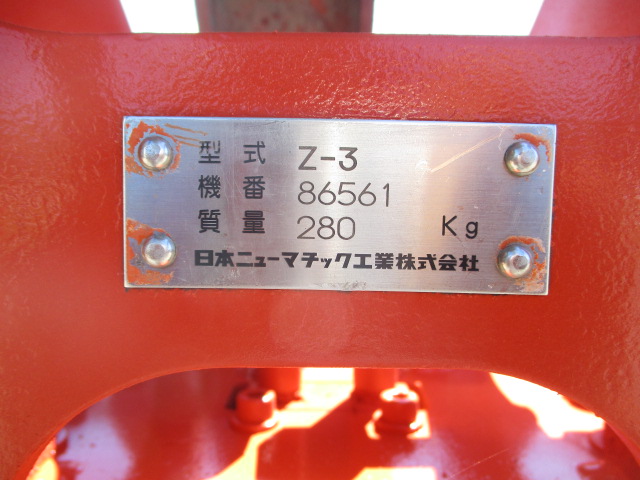 型式 Z-3
機番 86561
質量 280 Kg
日本ニューマチック工業株式会社